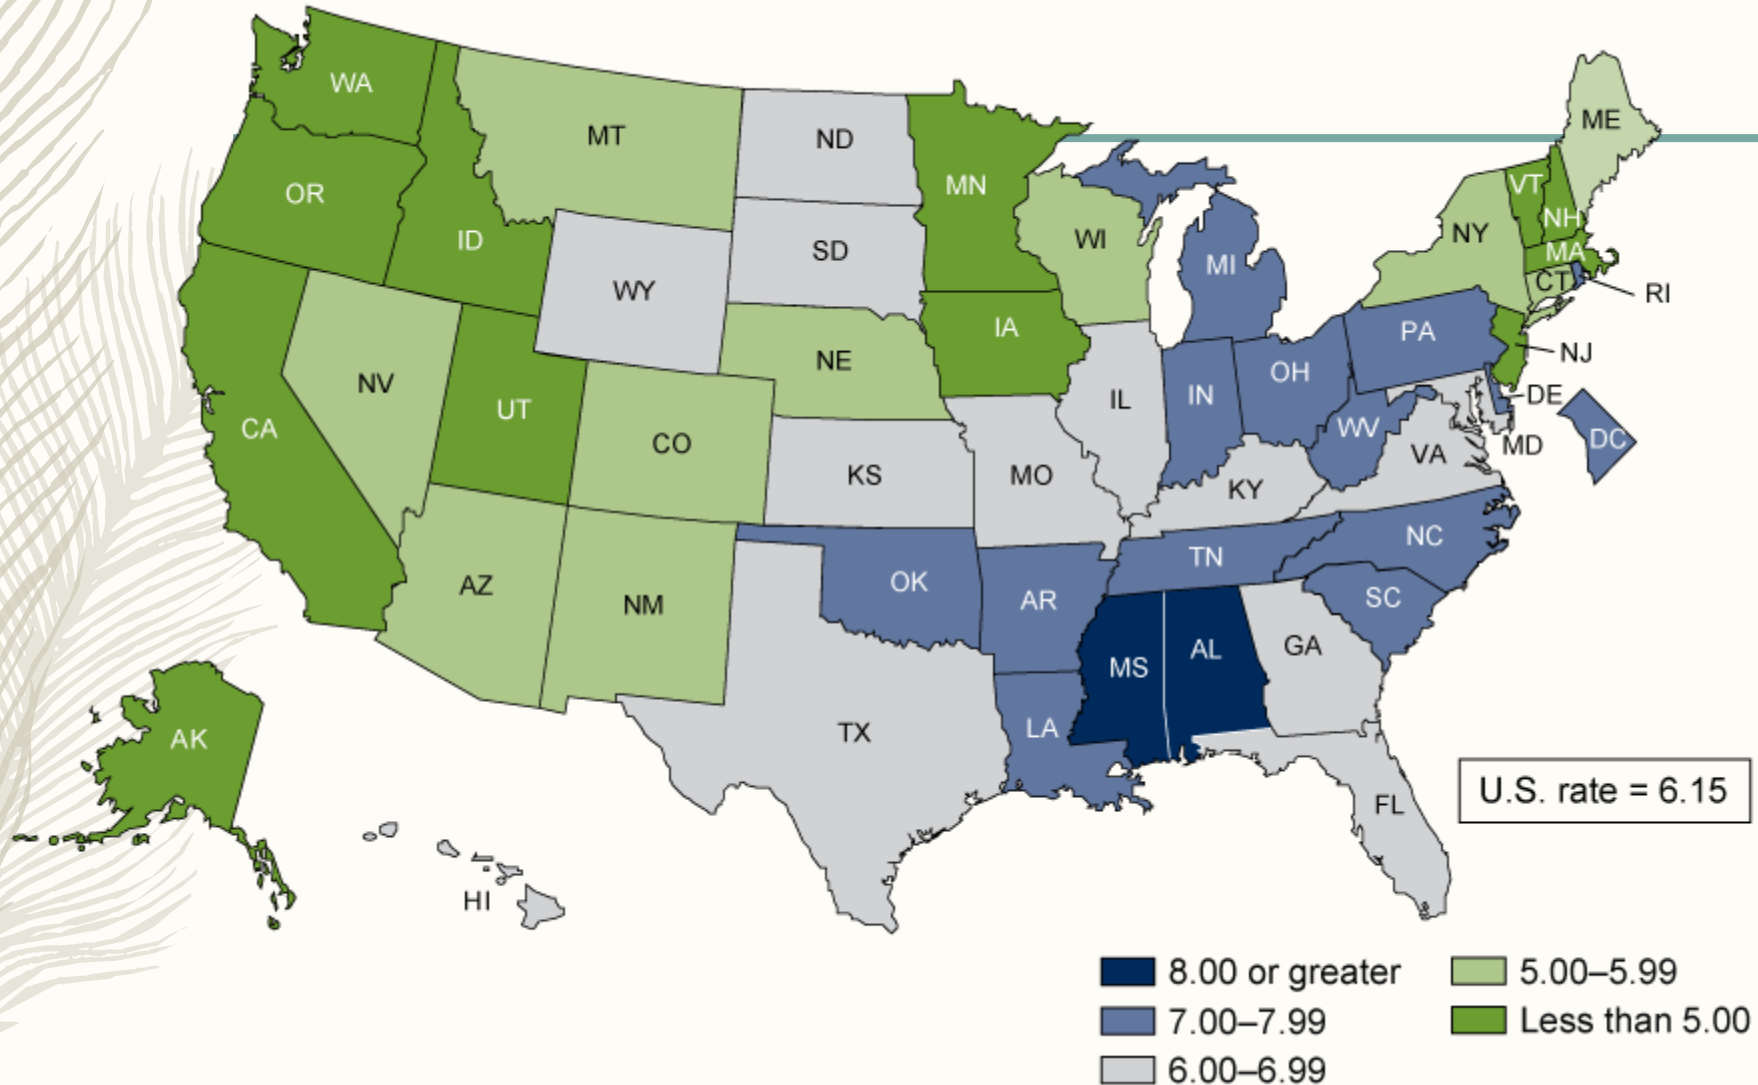 WA
MT
ND
MN
ME
OR
ID
VT
NH
NY
WI
SD
MA
MI
CT
WY
RI
IA
PA
NE
NJ
OH
NV
IN
IL
DE
UT
CA
CO
WV
DC
MD
VA
KS
MO
KY
NC
TN
AZ
OK
NM
AR
SC
GA
AL
MS
LA
TX
AK
U.S. rate = 6.15
FL
HI
8.00 or greater
7.00–7.99
6.00–6.99
5.00–5.99
Less than 5.00